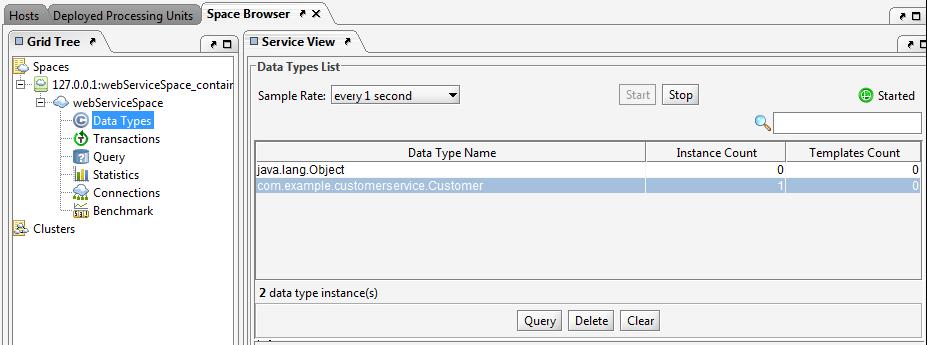 Hosts Deployed Processing Units Space Browser
Grid Tree
Spaces
127.0.0.1:webServiceSpace_contain
webServiceSpace
Data Types
Transactions
Query
Statistics
Connections
Benchmark
Clusters
Service View
Data Types List
Sample Rate: every 1 second Start Stop Started
Data Type Name Instance Count Templates Count
java.lang.Object 0 0
com.example.customerservice.Customer 1 0
2 data type instance(s)
Query Delete Clear